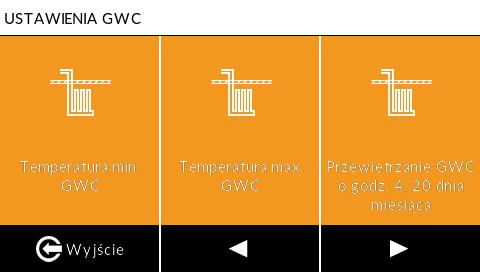 USTAWIENIA GWC
Temperatura min.
GWC
Temperatura max.
GWC
Przewietrzanie GWC
o godz. 4, 20 dnia
miesiąca
Wyjście